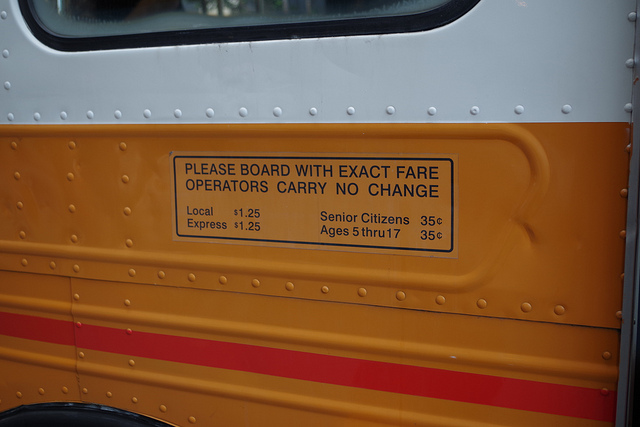 PLEASE BOARD WITH EXACT FARE
OPERATORS CARRY NO CHANGE
Local $1.25 Senior Citizens 35¢
Express $1.25 Ages 5 thru 17 35¢